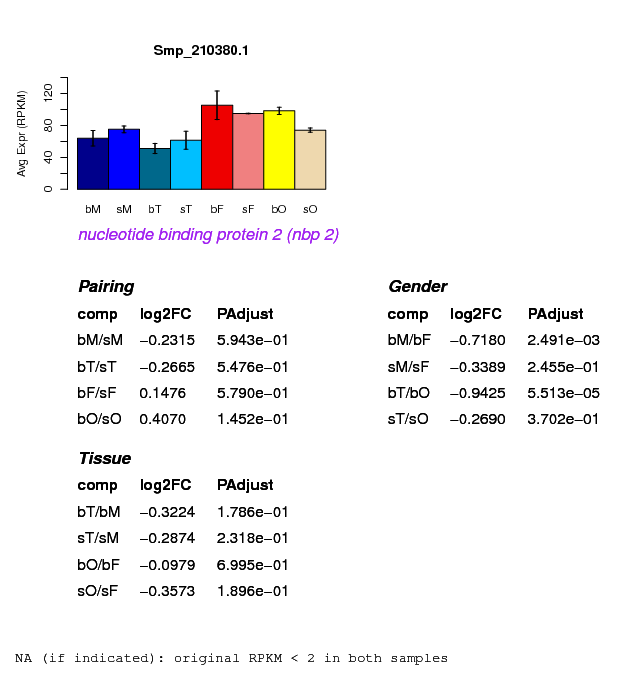 Smp_210380.1
Avg Expr (RPKM)
0 40 80 120
bM sM bT sT bF sF bO sO
nucleotide binding protein 2 (nbp 2)
Pairing
comp log2FC PAdjust
bM/sM −0.2315 5.943e−01
bT/sT −0.2665 5.476e−01
bF/sF 0.1476 5.790e−01
bO/sO 0.4070 1.452e−01
Gender
comp log2FC PAdjust
bM/bF −0.7180 2.491e−03
sM/sF −0.3389 2.455e−01
bT/bO −0.9425 5.513e−05
sT/sO −0.2690 3.702e−01
Tissue
comp log2FC PAdjust
bT/bM −0.3224 1.786e−01
sT/sM −0.2874 2.318e−01
bO/bF −0.0979 6.995e−01
sO/sF −0.3573 1.896e−01
NA (if indicated): original RPKM < 2 in both samples